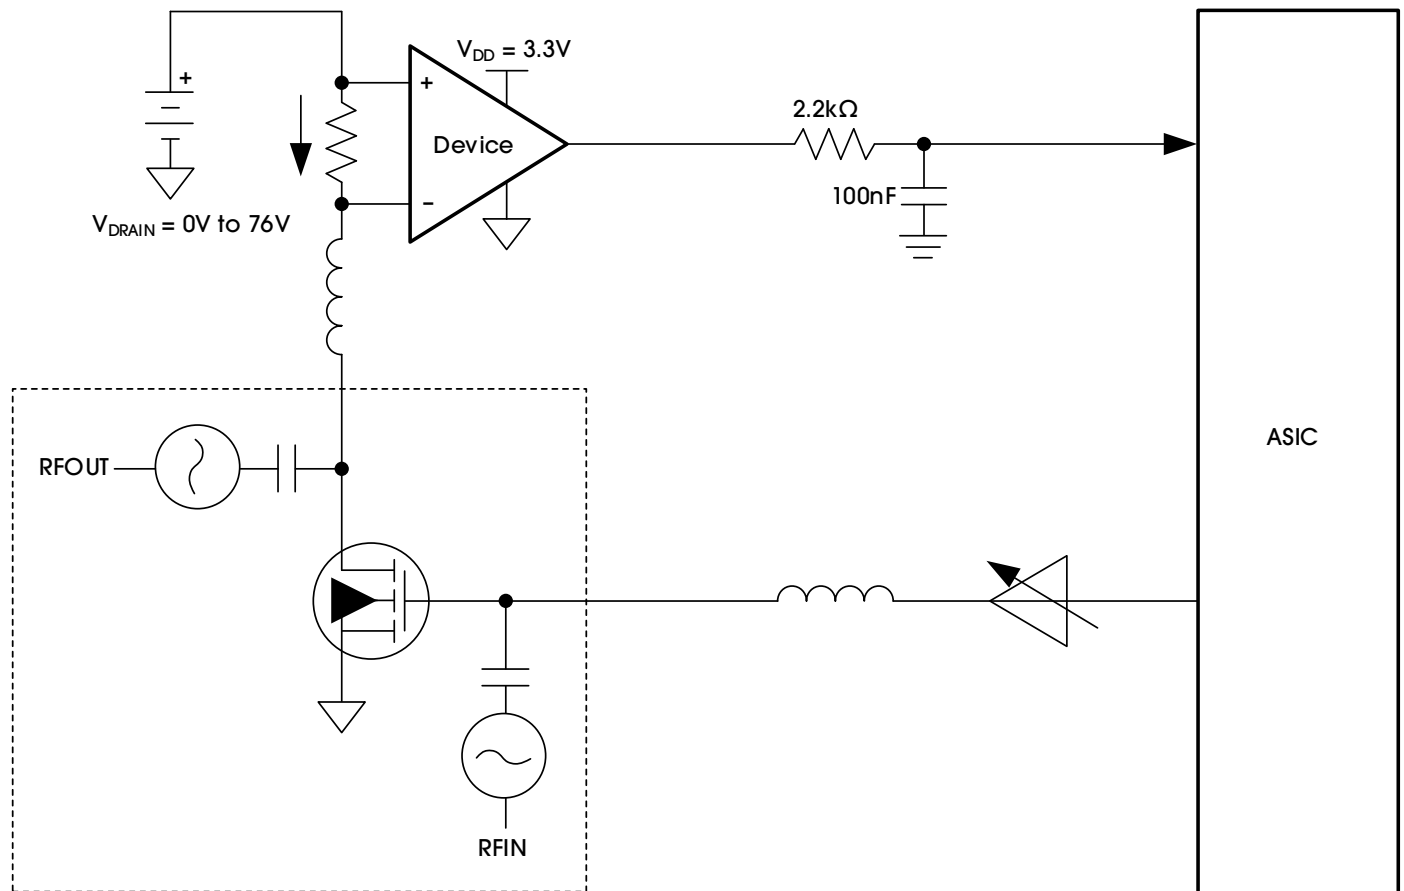 V_DD = 3.3V
+
+
2.2kΩ
Device
100nF
−
V_DRAIN = 0V to 76V
ASIC
RFOUT
RFIN